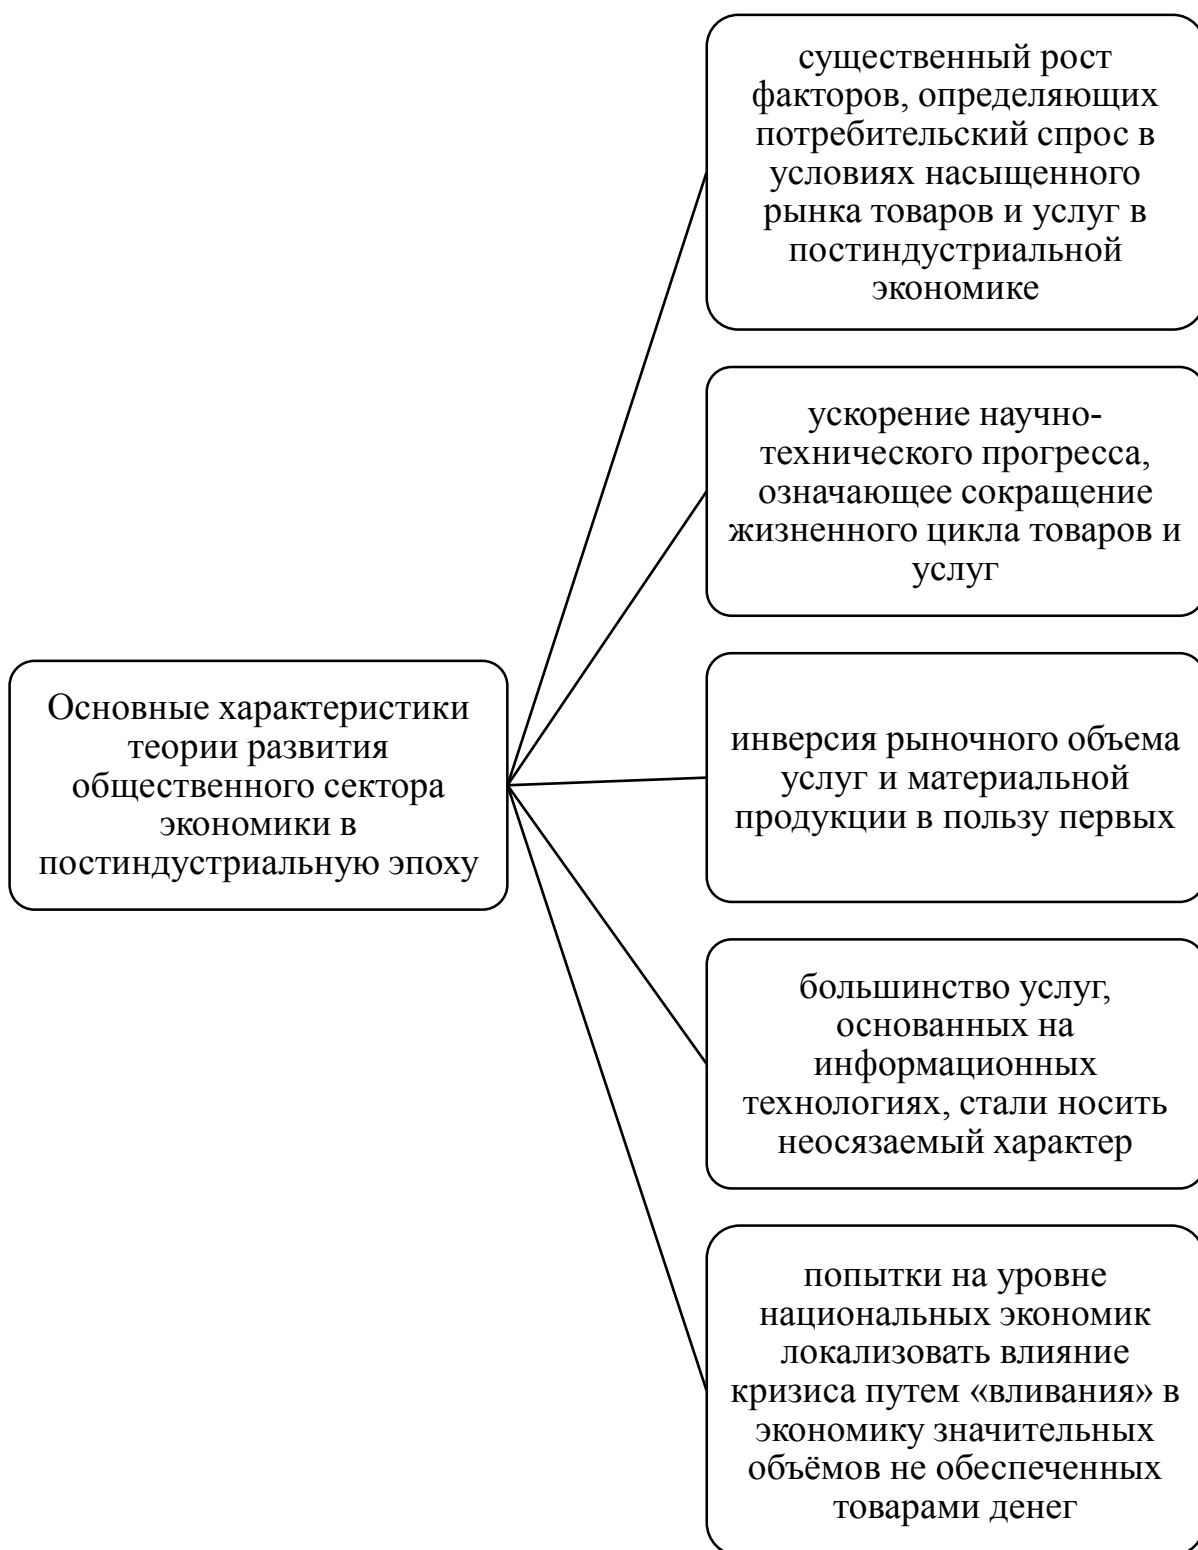 существенный рост
факторов, определяющих
потребительский спрос в
условиях насыщенного
рынка товаров и услуг в
постиндустриальной
экономике
ускорение научно-
технического прогресса,
означающее сокращение
жизненного цикла товаров и
услуг
Основные характеристики
теории развития
общественного сектора
экономики в
постиндустриальную эпоху
инверсия рыночного объема
услуг и материальной
продукции в пользу первых
большинство услуг,
основанных на
информационных
технологиях, стали носить
неосязаемый характер
попытки на уровне
национальных экономик
локализовать влияние
кризиса путем «вливания» в
экономику значительных
объёмов не обеспеченных
товарами денег